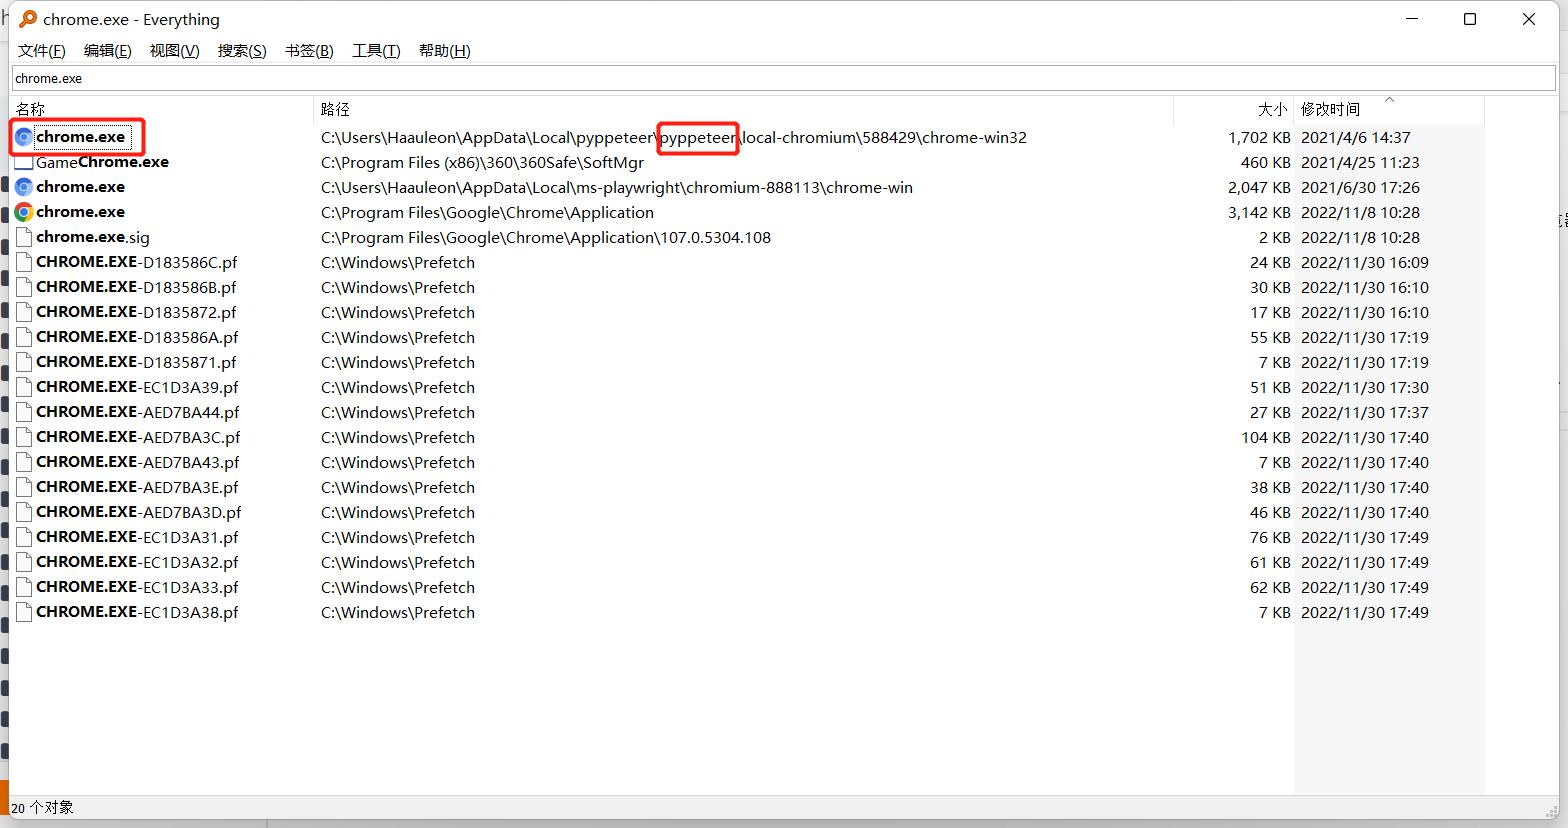 chrome.exe - Everything
文件(F) 编辑(E) 视图(V) 搜索(S) 书签(B) 工具(T) 帮助(H)
chrome.exe
名称 路径 大小 修改时间
chrome.exe C:\Users\Haauleon\AppData\Local\pyppeteer\pyppeteer\local-chromium\588429\chrome-win32 1,702 KB 2021/4/6 14:37
GameChrome.exe C:\Program Files (x86)\360\360Safe\SoftMgr 460 KB 2021/4/25 11:23
chrome.exe C:\Users\Haauleon\AppData\Local\ms-playwright\chromium-888113\chrome-win 2,047 KB 2021/6/30 17:26
chrome.exe C:\Program Files\Google\Chrome\Application 3,142 KB 2022/11/8 10:28
chrome.exe.sig C:\Program Files\Google\Chrome\Application\107.0.5304.108 2 KB 2022/11/8 10:28
CHROME.EXE-D183586C.pf C:\Windows\Prefetch 24 KB 2022/11/30 16:09
CHROME.EXE-D183586B.pf C:\Windows\Prefetch 30 KB 2022/11/30 16:10
CHROME.EXE-D1835872.pf C:\Windows\Prefetch 17 KB 2022/11/30 16:10
CHROME.EXE-D183586A.pf C:\Windows\Prefetch 55 KB 2022/11/30 17:19
CHROME.EXE-D1835871.pf C:\Windows\Prefetch 7 KB 2022/11/30 17:19
CHROME.EXE-EC1D3A39.pf C:\Windows\Prefetch 51 KB 2022/11/30 17:30
CHROME.EXE-AED7BA44.pf C:\Windows\Prefetch 27 KB 2022/11/30 17:37
CHROME.EXE-AED7BA3C.pf C:\Windows\Prefetch 104 KB 2022/11/30 17:40
CHROME.EXE-AED7BA43.pf C:\Windows\Prefetch 7 KB 2022/11/30 17:40
CHROME.EXE-AED7BA3E.pf C:\Windows\Prefetch 38 KB 2022/11/30 17:40
CHROME.EXE-AED7BA3D.pf C:\Windows\Prefetch 46 KB 2022/11/30 17:40
CHROME.EXE-EC1D3A31.pf C:\Windows\Prefetch 76 KB 2022/11/30 17:49
CHROME.EXE-EC1D3A32.pf C:\Windows\Prefetch 61 KB 2022/11/30 17:49
CHROME.EXE-EC1D3A33.pf C:\Windows\Prefetch 62 KB 2022/11/30 17:49
CHROME.EXE-EC1D3A38.pf C:\Windows\Prefetch 7 KB 2022/11/30 17:49
20 个对象